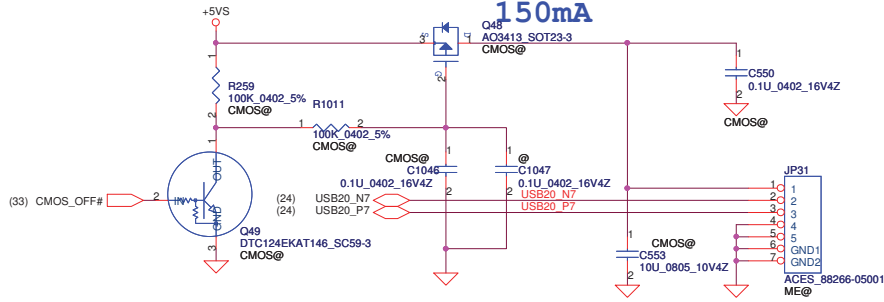 150mA
+5VS
Q48
AO3413_SOT23-3
CMOS@
3
S
D
1
G
2
1
R259
100K_0402_5%
CMOS@
2
R1011
1
2
100K_0402_5%
CMOS@
1
C550
0.1U_0402_16V4Z
2
CMOS@
1
OUT
(33) CMOS_OFF#
2
IN
GND
3
Q49
DTC124EKAT146_SC59-3
CMOS@
CMOS@
1
C1046
0.1U_0402_16V4Z
2
@
1
C1047
0.1U_0402_16V4Z
2
(24) USB20_N7
USB20_N7
(24) USB20_P7
USB20_P7
CMOS@
1
C553
10U_0805_10V4Z
2
JP31
1 1
2 2
3 3
4 4
5 5
6 GND1
7 GND2
ACES_88266-05001
ME@